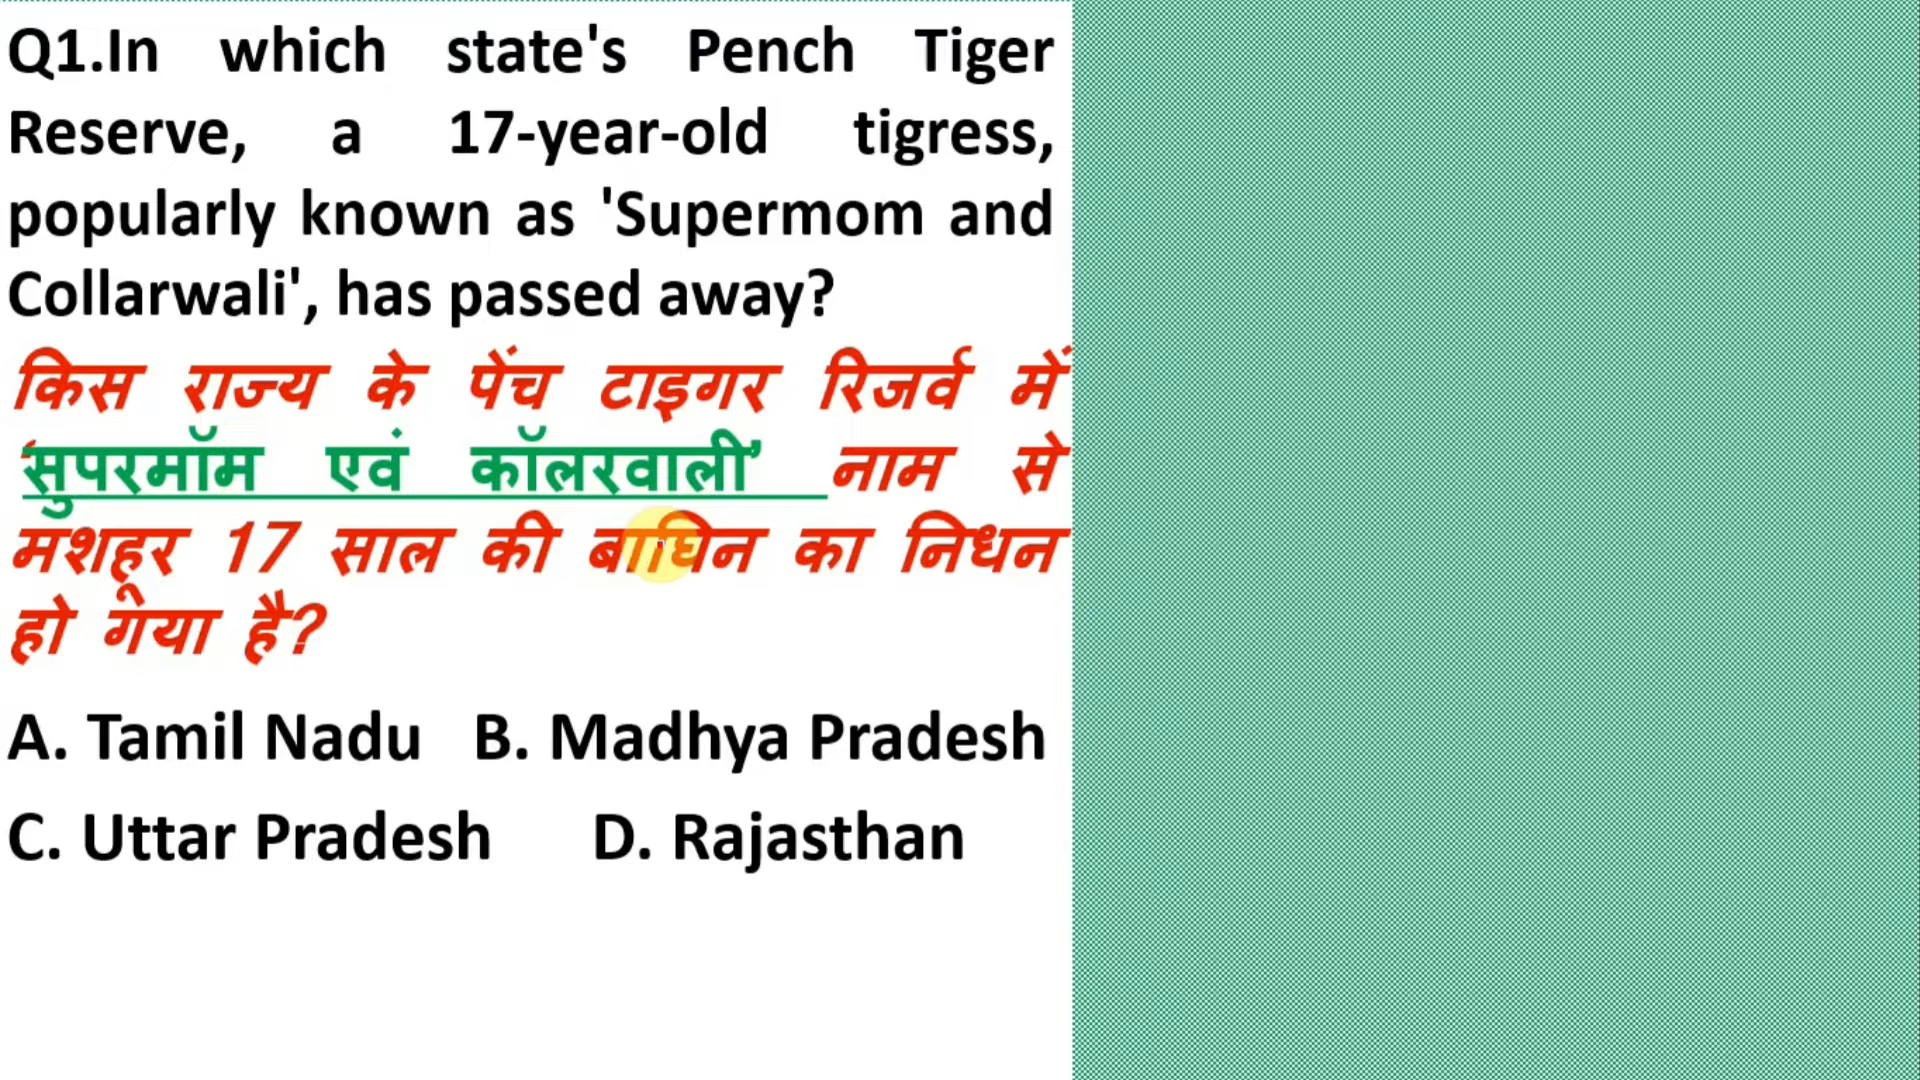 Q1.In which state's Pench Tiger
Reserve, a 17-year-old tigress,
popularly known as 'Supermom and
Collarwali', has passed away?
किस राज्य के पेंच टाइगर रिजर्व में
'सुपरमॉम एवं कॉलरवाली' नाम से
मशहूर 17 साल की बाघिन का निधन
हो गया है?
A. Tamil Nadu B. Madhya Pradesh
C. Uttar Pradesh D. Rajasthan